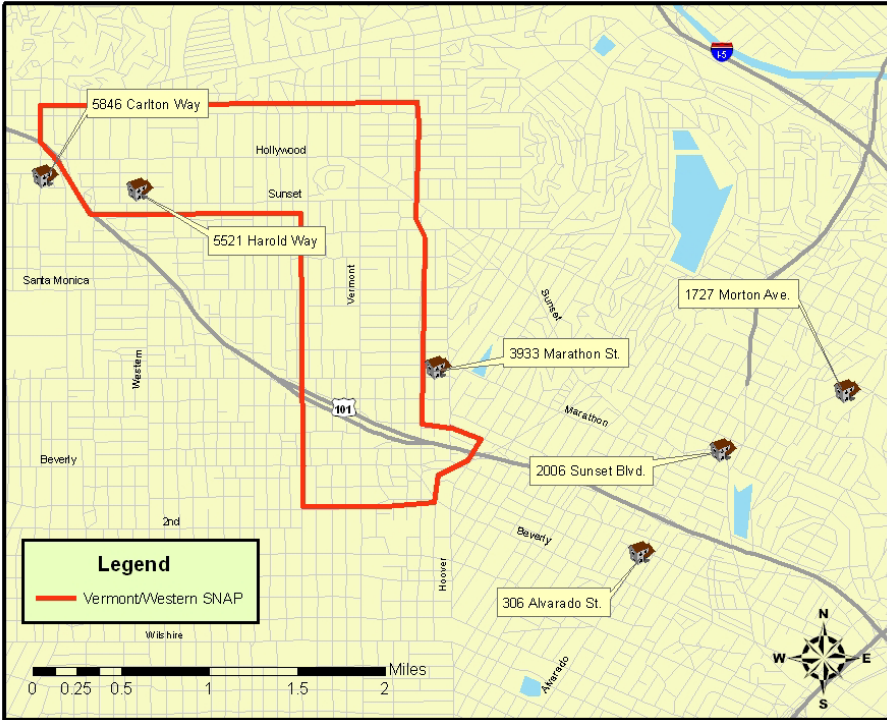 I-5
5846 Carlton Way
Hollywood
Sunset
5521 Harold Way
Santa Monica
Vermont
1727 Morton Ave.
Sunset
3933 Marathon St.
Western
101
Marathon
Beverly
2006 Sunset Blvd.
2nd
Beverly
Legend
Vermont/Western SNAP
Hoover
306 Alvarado St.
Wilshire
N
W
E
S
Alvarado
Miles
0 0.25 0.5 1 1.5 2